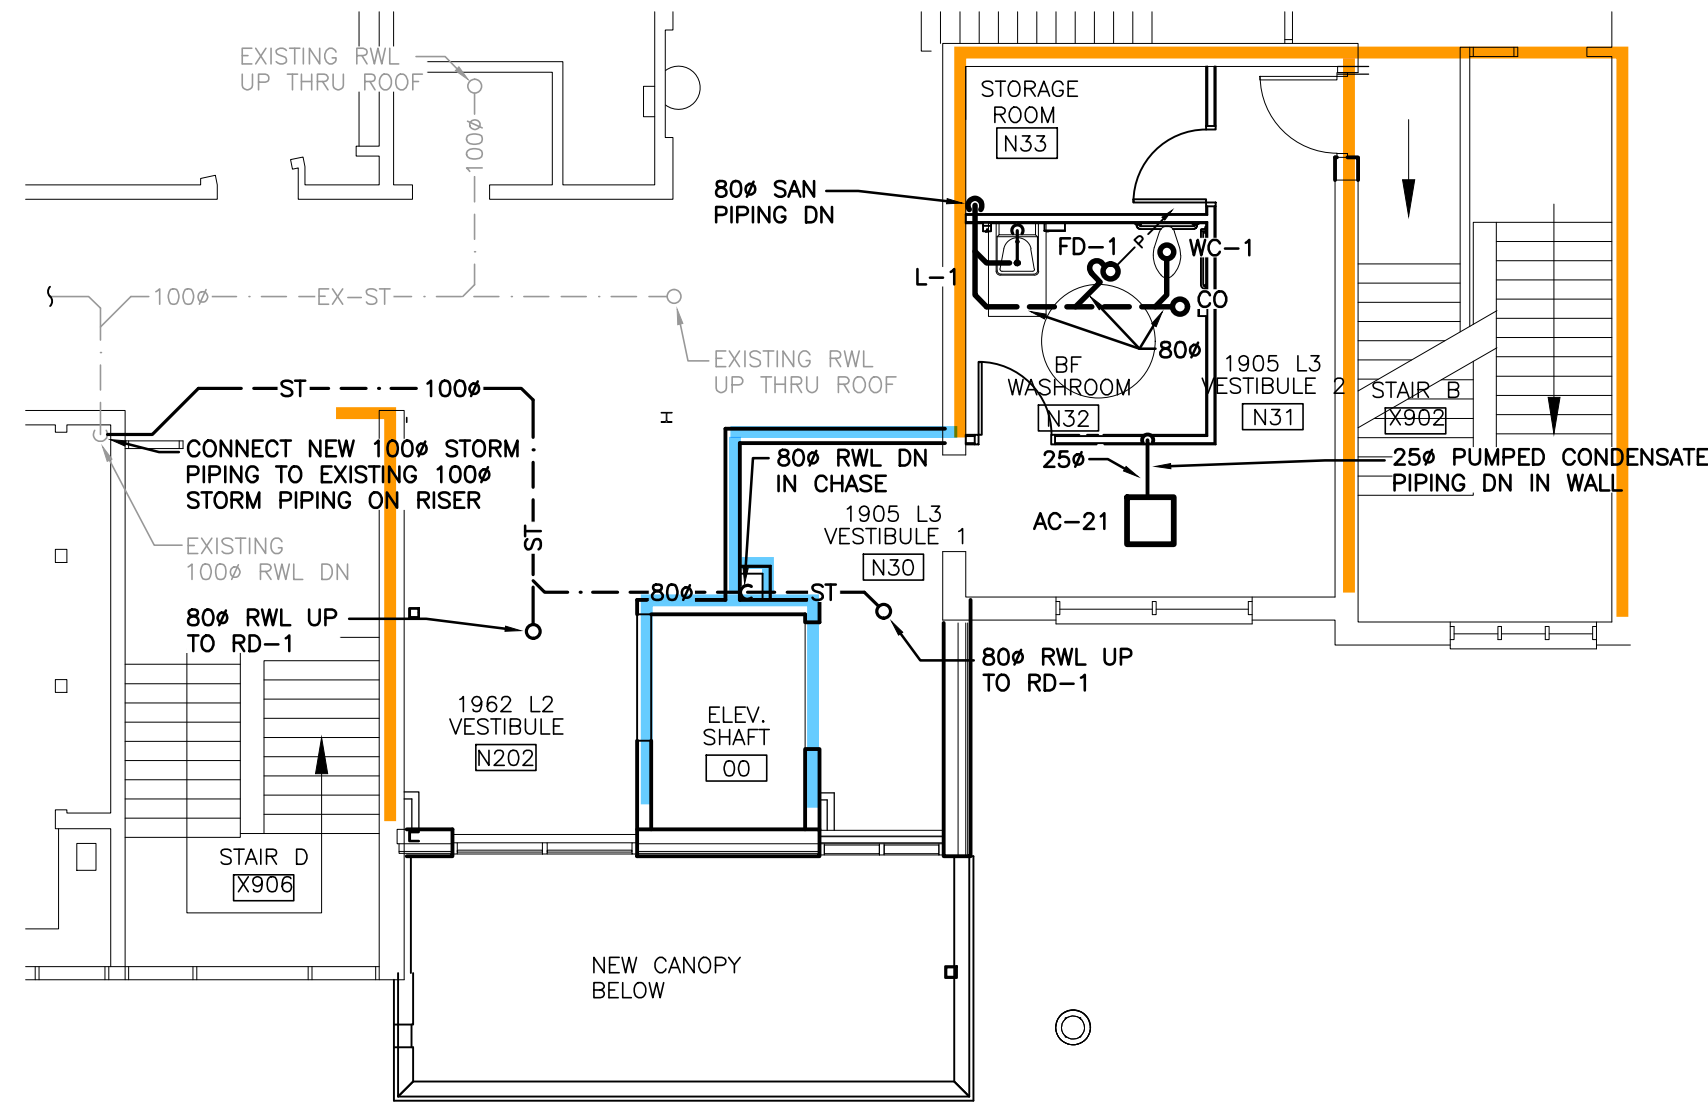 EXISTING RWL
UP THRU ROOF
100ø
STORAGE
ROOM
N33
80ø SAN
PIPING DN
FD-1
P
WC-1
L-1
CO
80ø
100ø
EX-ST
EXISTING RWL
UP THRU ROOF
BF
WASHROOM
N32
1905 L3
VESTIBULE 2
N31
STAIR B
X902
ST
100ø
CONNECT NEW 100ø STORM
PIPING TO EXISTING 100ø
STORM PIPING ON RISER
80ø RWL DN
IN CHASE
25ø
25ø PUMPED CONDENSATE
PIPING DN IN WALL
AC-21
1905 L3
VESTIBULE 1
N30
ST
EXISTING
100ø RWL DN
80ø
ST
80ø RWL UP
TO RD-1
80ø RWL UP
TO RD-1
1962 L2
VESTIBULE
N202
ELEV.
SHAFT
00
STAIR D
X906
NEW CANOPY
BELOW